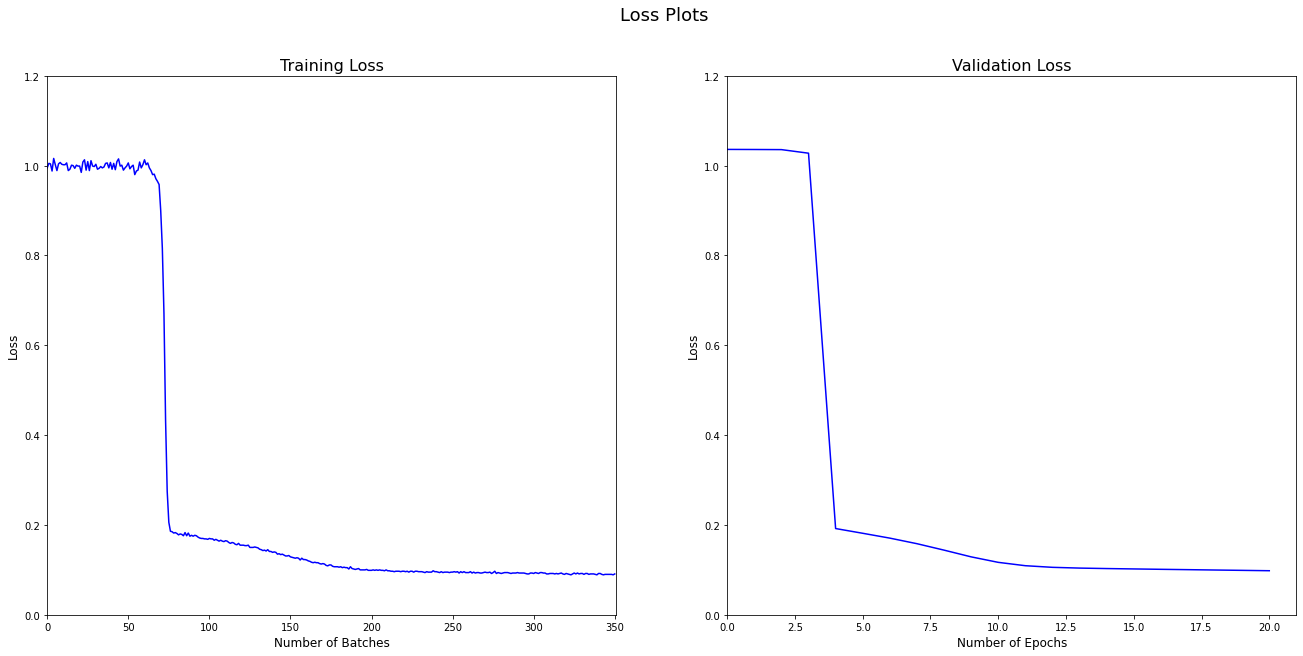 Loss Plots
Training Loss
1.2
1.0
0.8
0.6
0.4
0.2
0.0
Loss
0 50 100 150 200 250 300 350
Number of Batches
Validation Loss
1.2
1.0
0.8
0.6
0.4
0.2
0.0
Loss
0.0 2.5 5.0 7.5 10.0 12.5 15.0 17.5 20.0
Number of Epochs